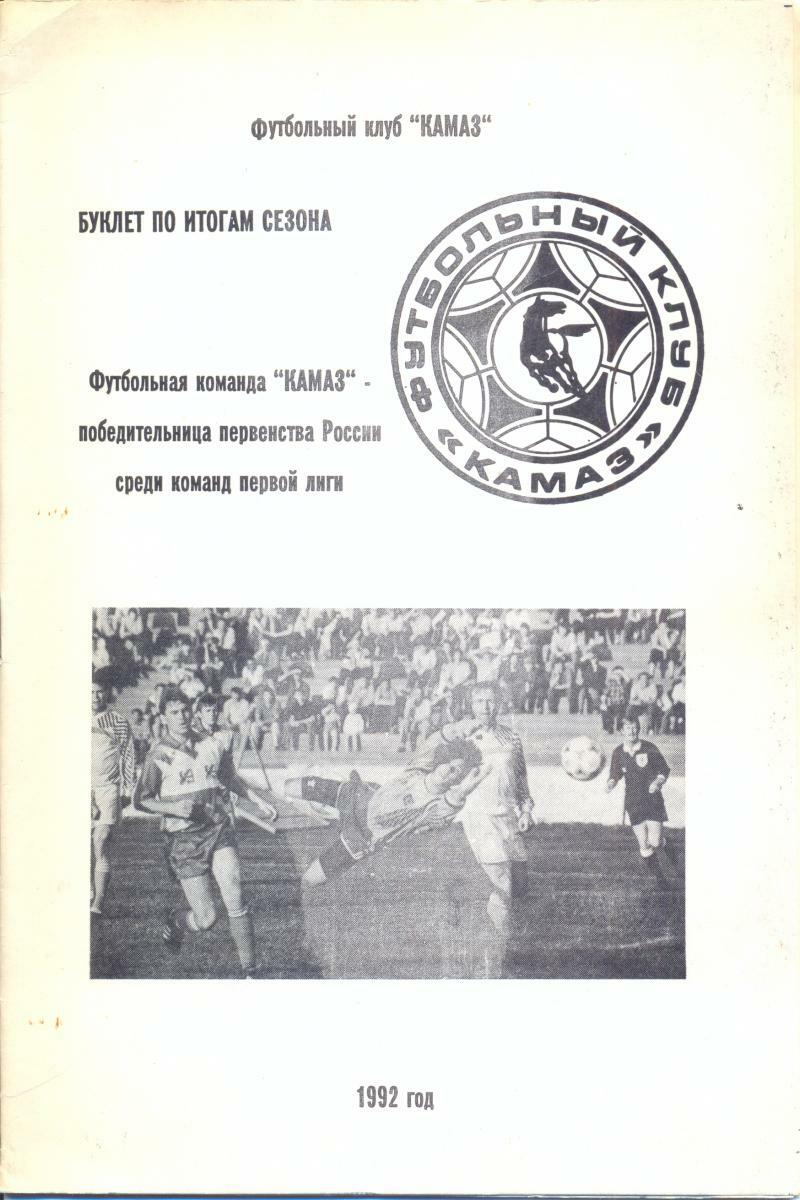 Футбольный клуб "КАМАЗ"
БУКЛЕТ ПО ИТОГАМ СЕЗОНА
ФУТБОЛЬНЫЙ КЛУБ
«КАМАЗ»
Футбольная команда "КАМАЗ" -
победительница первенства России
среди команд первой лиги
1992 год